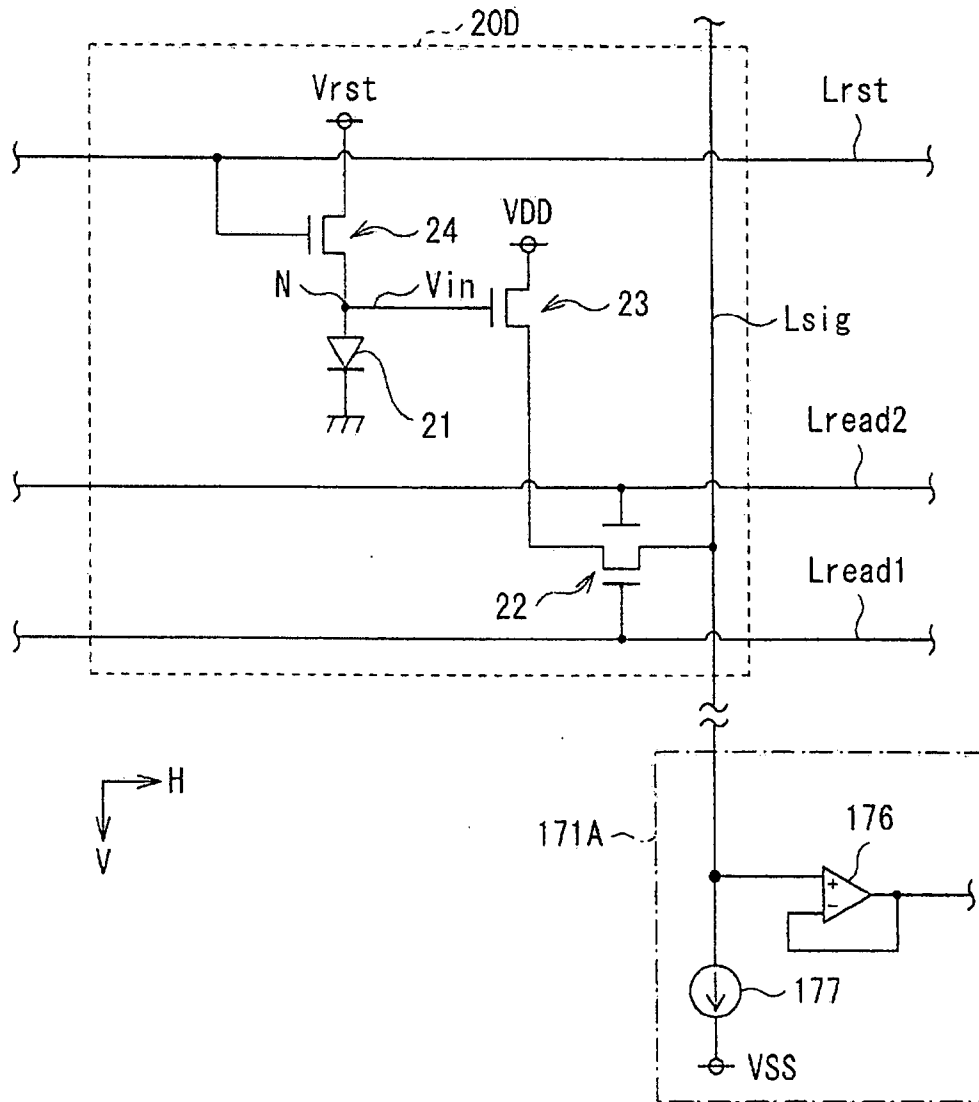 20D
Vrst
Lrst
VDD
24
N
Vin
23
Lsig
21
Lread2
22
Lread1
H
V
171A
176
+
-
177
VSS